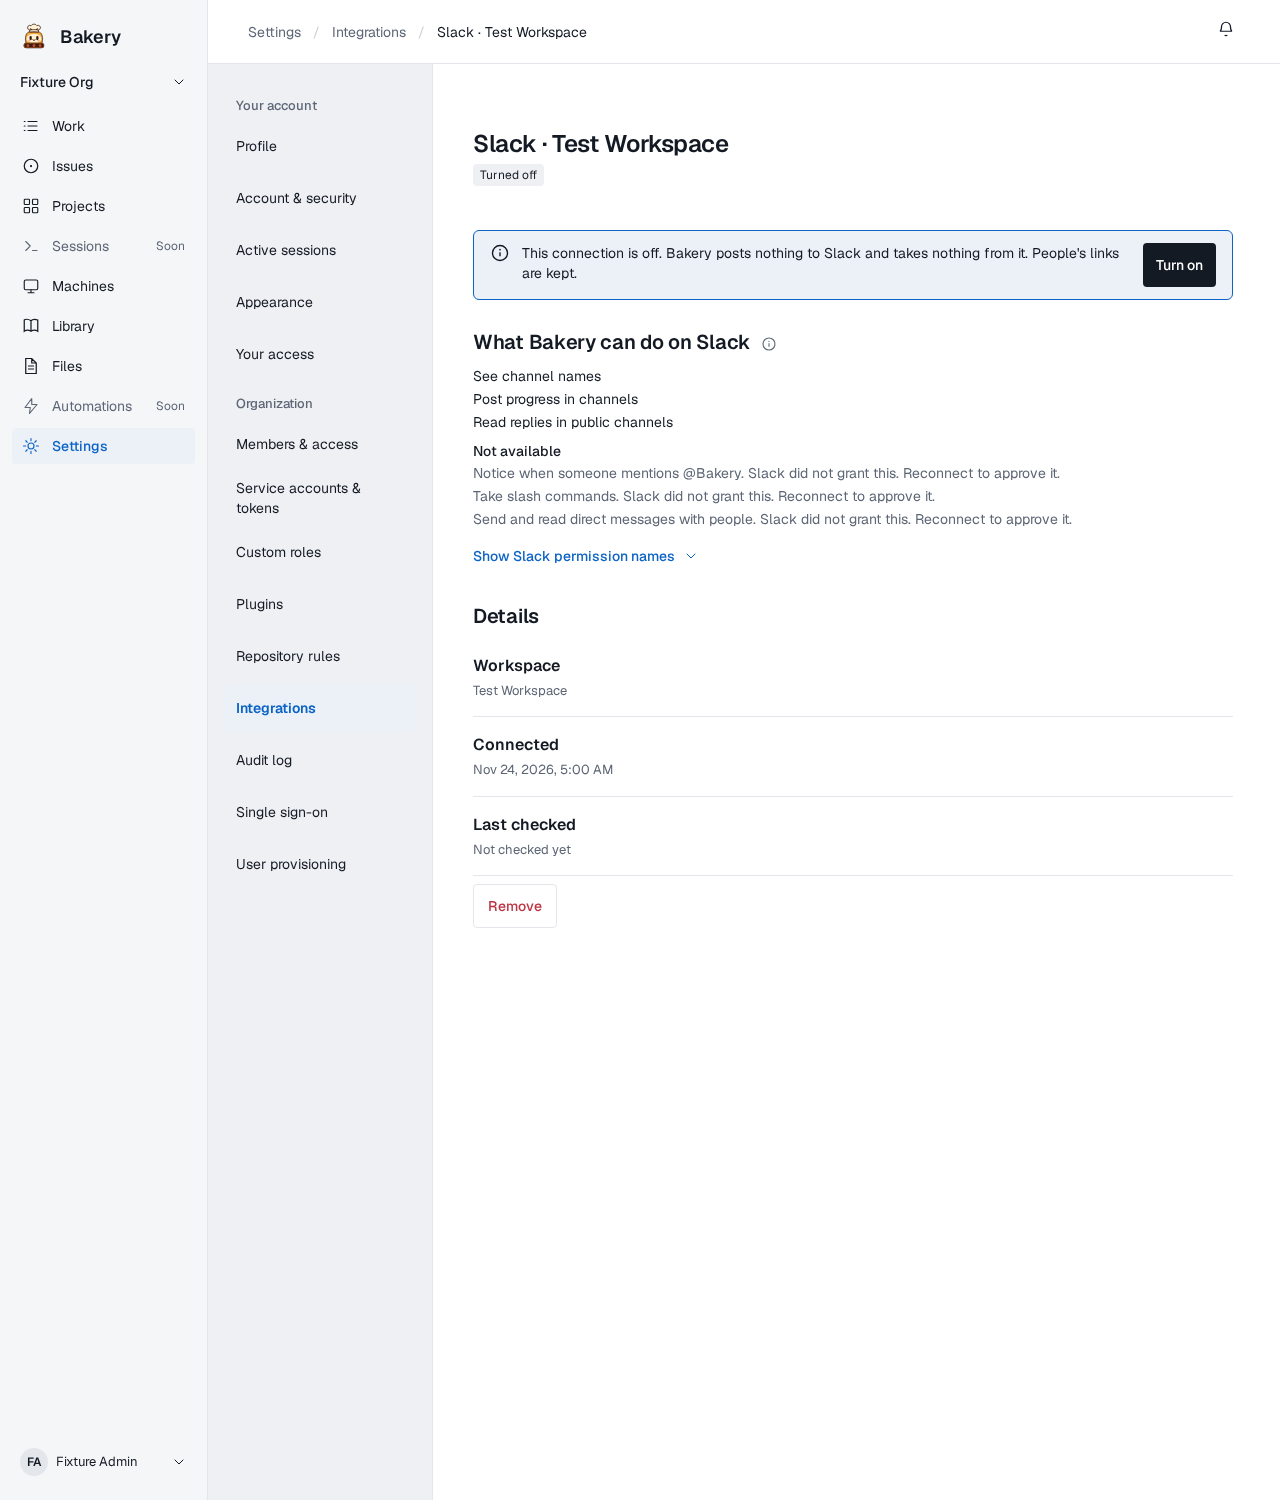 Bakery
Fixture Org
Work
Issues
Projects
Sessions Soon
Machines
Library
Files
Automations Soon
Settings
FA Fixture Admin
Settings / Integrations / Slack · Test Workspace
Your account
Profile
Account & security
Active sessions
Appearance
Your access
Organization
Members & access
Service accounts &
tokens
Custom roles
Plugins
Repository rules
Integrations
Audit log
Single sign-on
User provisioning
Slack · Test Workspace
Turned off
This connection is off. Bakery posts nothing to Slack and takes nothing from it. People's links
are kept.
Turn on
What Bakery can do on Slack
See channel names
Post progress in channels
Read replies in public channels
Not available
Notice when someone mentions @Bakery. Slack did not grant this. Reconnect to approve it.
Take slash commands. Slack did not grant this. Reconnect to approve it.
Send and read direct messages with people. Slack did not grant this. Reconnect to approve it.
Show Slack permission names
Details
Workspace
Test Workspace
Connected
Nov 24, 2026, 5:00 AM
Last checked
Not checked yet
Remove